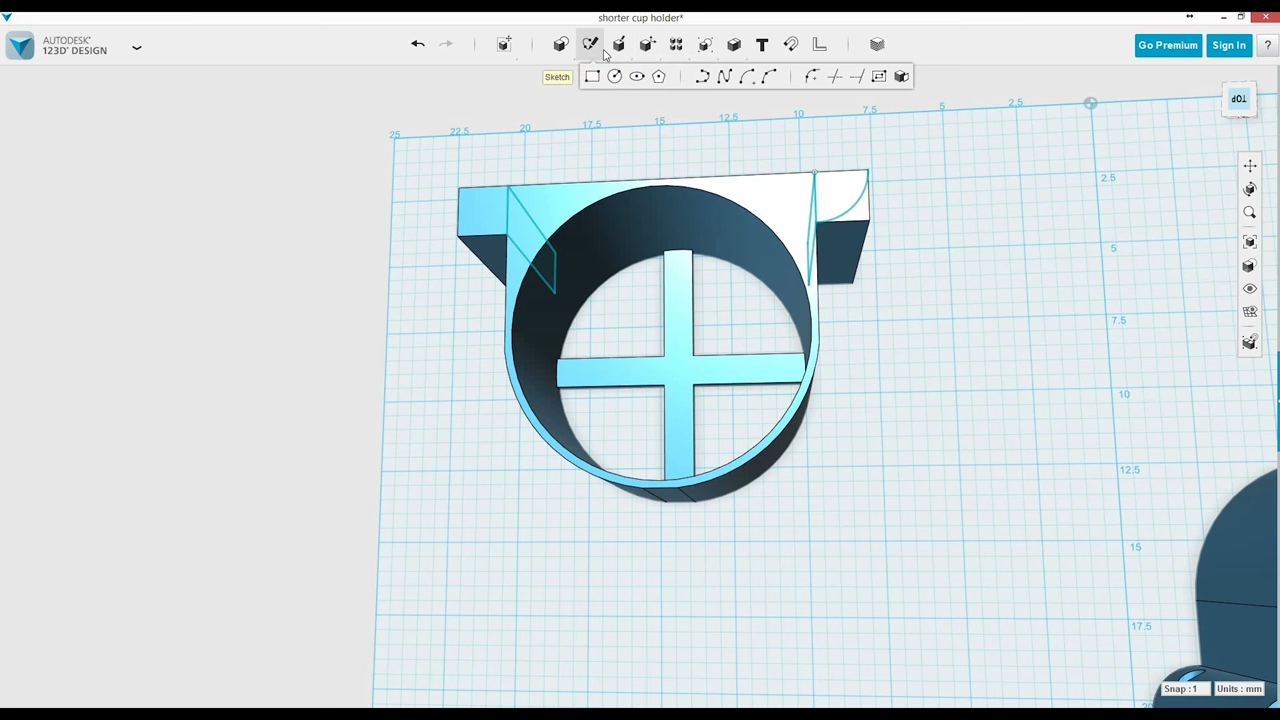 shorter cup holder*
AUTODESK®
123D® DESIGN
T
Go Premium
Sign In
?
Sketch
TOP
25
22.5
20
17.5
15
12.5
10
7.5
5
2.5
2.5
5
7.5
10
12.5
15
17.5
Snap : 1
Units : mm